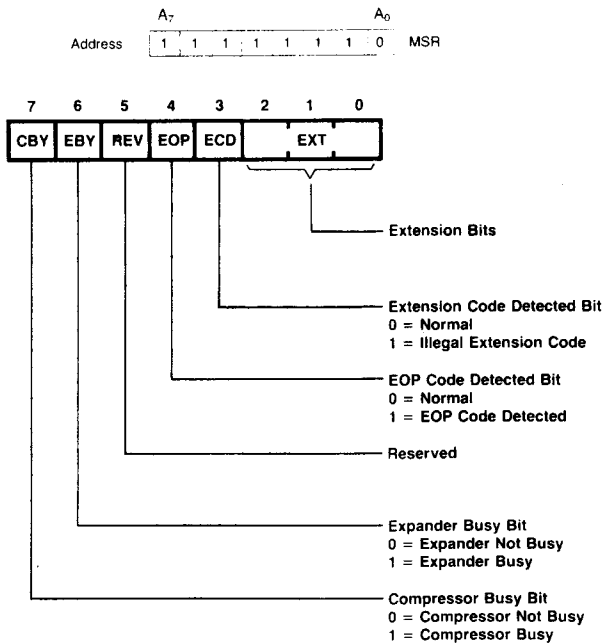 A7 A0
Address 1 1 1 1 1 1 1 0 MSR
7 6 5 4 3 2 1 0
CBY EBY REV EOP ECD EXT
Extension Bits
Extension Code Detected Bit
0 = Normal
1 = Illegal Extension Code
EOP Code Detected Bit
0 = Normal
1 = EOP Code Detected
Reserved
Expander Busy Bit
0 = Expander Not Busy
1 = Expander Busy
Compressor Busy Bit
0 = Compressor Not Busy
1 = Compressor Busy